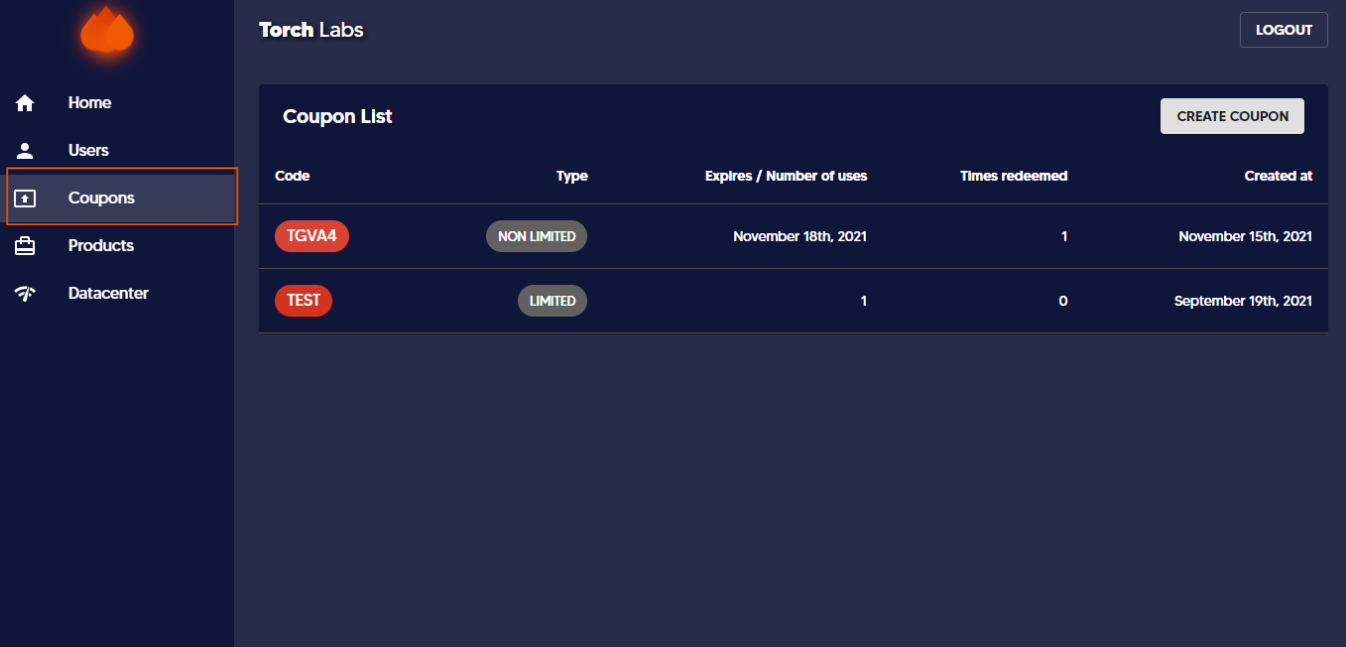 Torch Labs
LOGOUT
Home
Users
Coupons
Products
Datacenter
Coupon List
CREATE COUPON
Code Type Expires / Number of uses Times redeemed Created at
TGVA4 NON LIMITED November 18th, 2021 1 November 15th, 2021
TEST LIMITED 1 0 September 19th, 2021